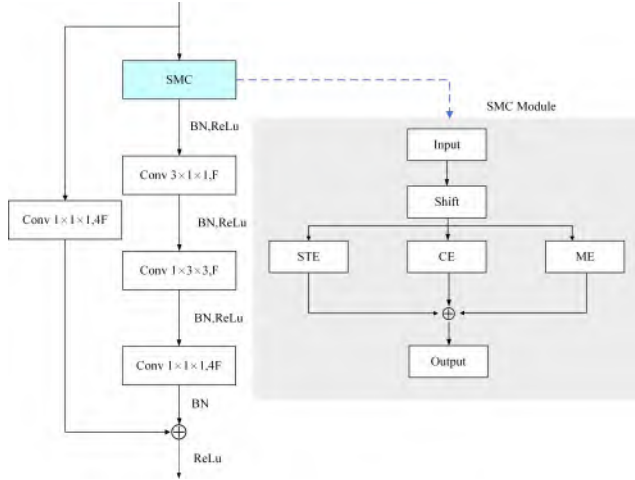 SMC
BN,ReLu
Conv 3×1×1,F
BN,ReLu
Conv 1×1×1,4F
Conv 1×3×3,F
BN,ReLu
Conv 1×1×1,4F
BN
ReLu
SMC Module
Input
Shift
STE
CE
ME
Output